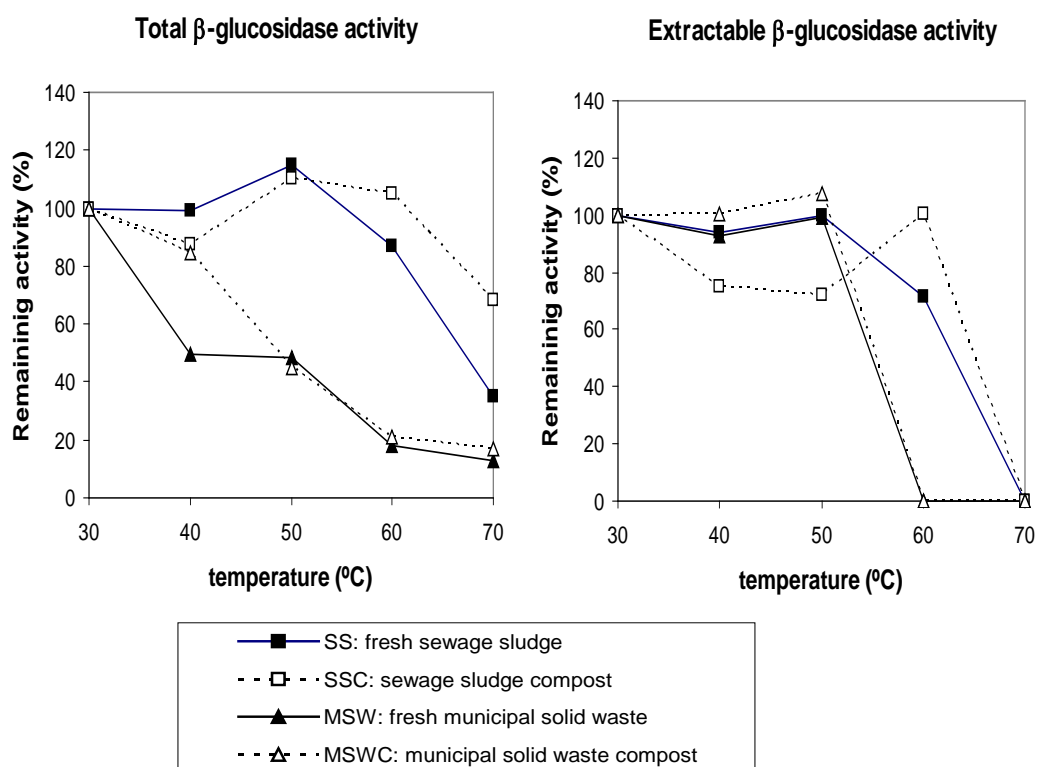 Total β-glucosidase activity
Remaininig activity (%)
140
120
100
80
60
40
20
0
30 40 50 60 70
temperature (ºC)
Extractable β-glucosidase activity
Remaininig activity (%)
140
120
100
80
60
40
20
0
30 40 50 60 70
temperature (ºC)
SS: fresh sewage sludge
SSC: sewage sludge compost
MSW: fresh municipal solid waste
MSWC: municipal solid waste compost